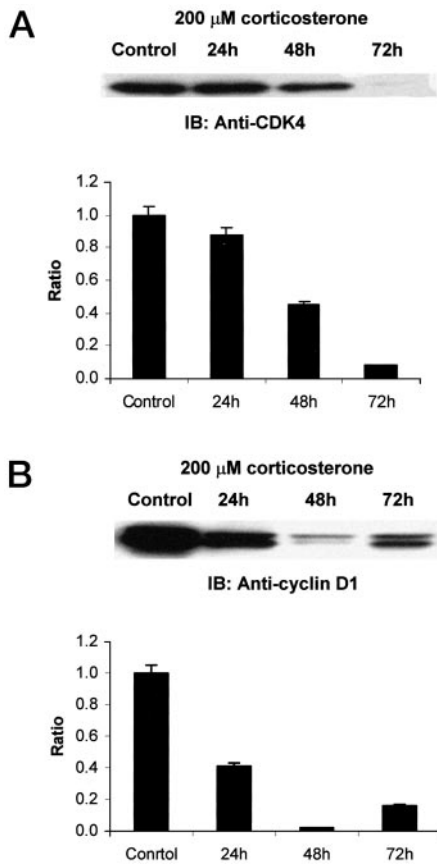 A
200 μM corticosterone
Control 24h 48h 72h
IB: Anti-CDK4
1.2
1.0
0.8
0.6
0.4
0.2
0.0
Ratio
Control 24h 48h 72h
B
200 μM corticosterone
Control 24h 48h 72h
IB: Anti-cyclin D1
1.2
1.0
0.8
0.6
0.4
0.2
0.0
Ratio
Conrtol 24h 48h 72h